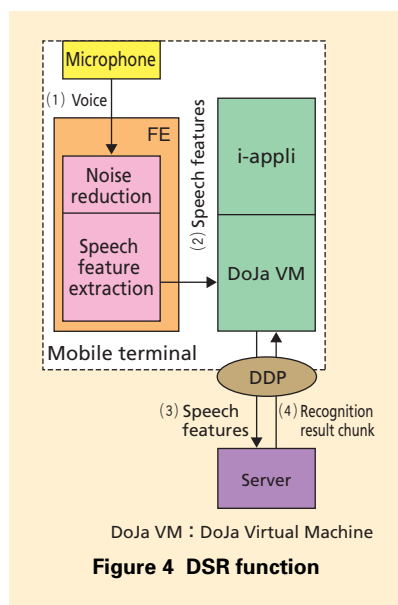 Microphone
(1) Voice
FE
Noise
reduction
Speech
feature
extraction
(2) Speech features
i-appli
DoJa VM
Mobile terminal
DDP
(3) Speech
features
(4) Recognition
result chunk
Server
DoJa VM：DoJa Virtual Machine
Figure 4 DSR function